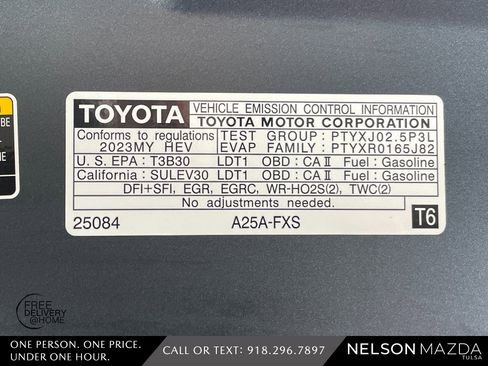 TOYOTA
VEHICLE EMISSION CONTROL INFORMATION
TOYOTA MOTOR CORPORATION
Conforms to regulations
2023MY HEV
TEST GROUP : PTYXJ02.5P3L
EVAP FAMILY : PTYXR0165J82
U.S. EPA : T3B30 LDT1 OBD : CA II Fuel : Gasoline
California : SULEV30 LDT1 OBD : CA II Fuel : Gasoline
DFI+SFI, EGR, EGRC, WR-HO2S(2), TWC(2)
No adjustments needed.
25084 A25A-FXS T6
BE
NE
FREE
DELIVERY
@HOME
ONE PERSON. ONE PRICE.
UNDER ONE HOUR.
CALL OR TEXT: 918.296.7897
NELSON MAZDA
TULSA